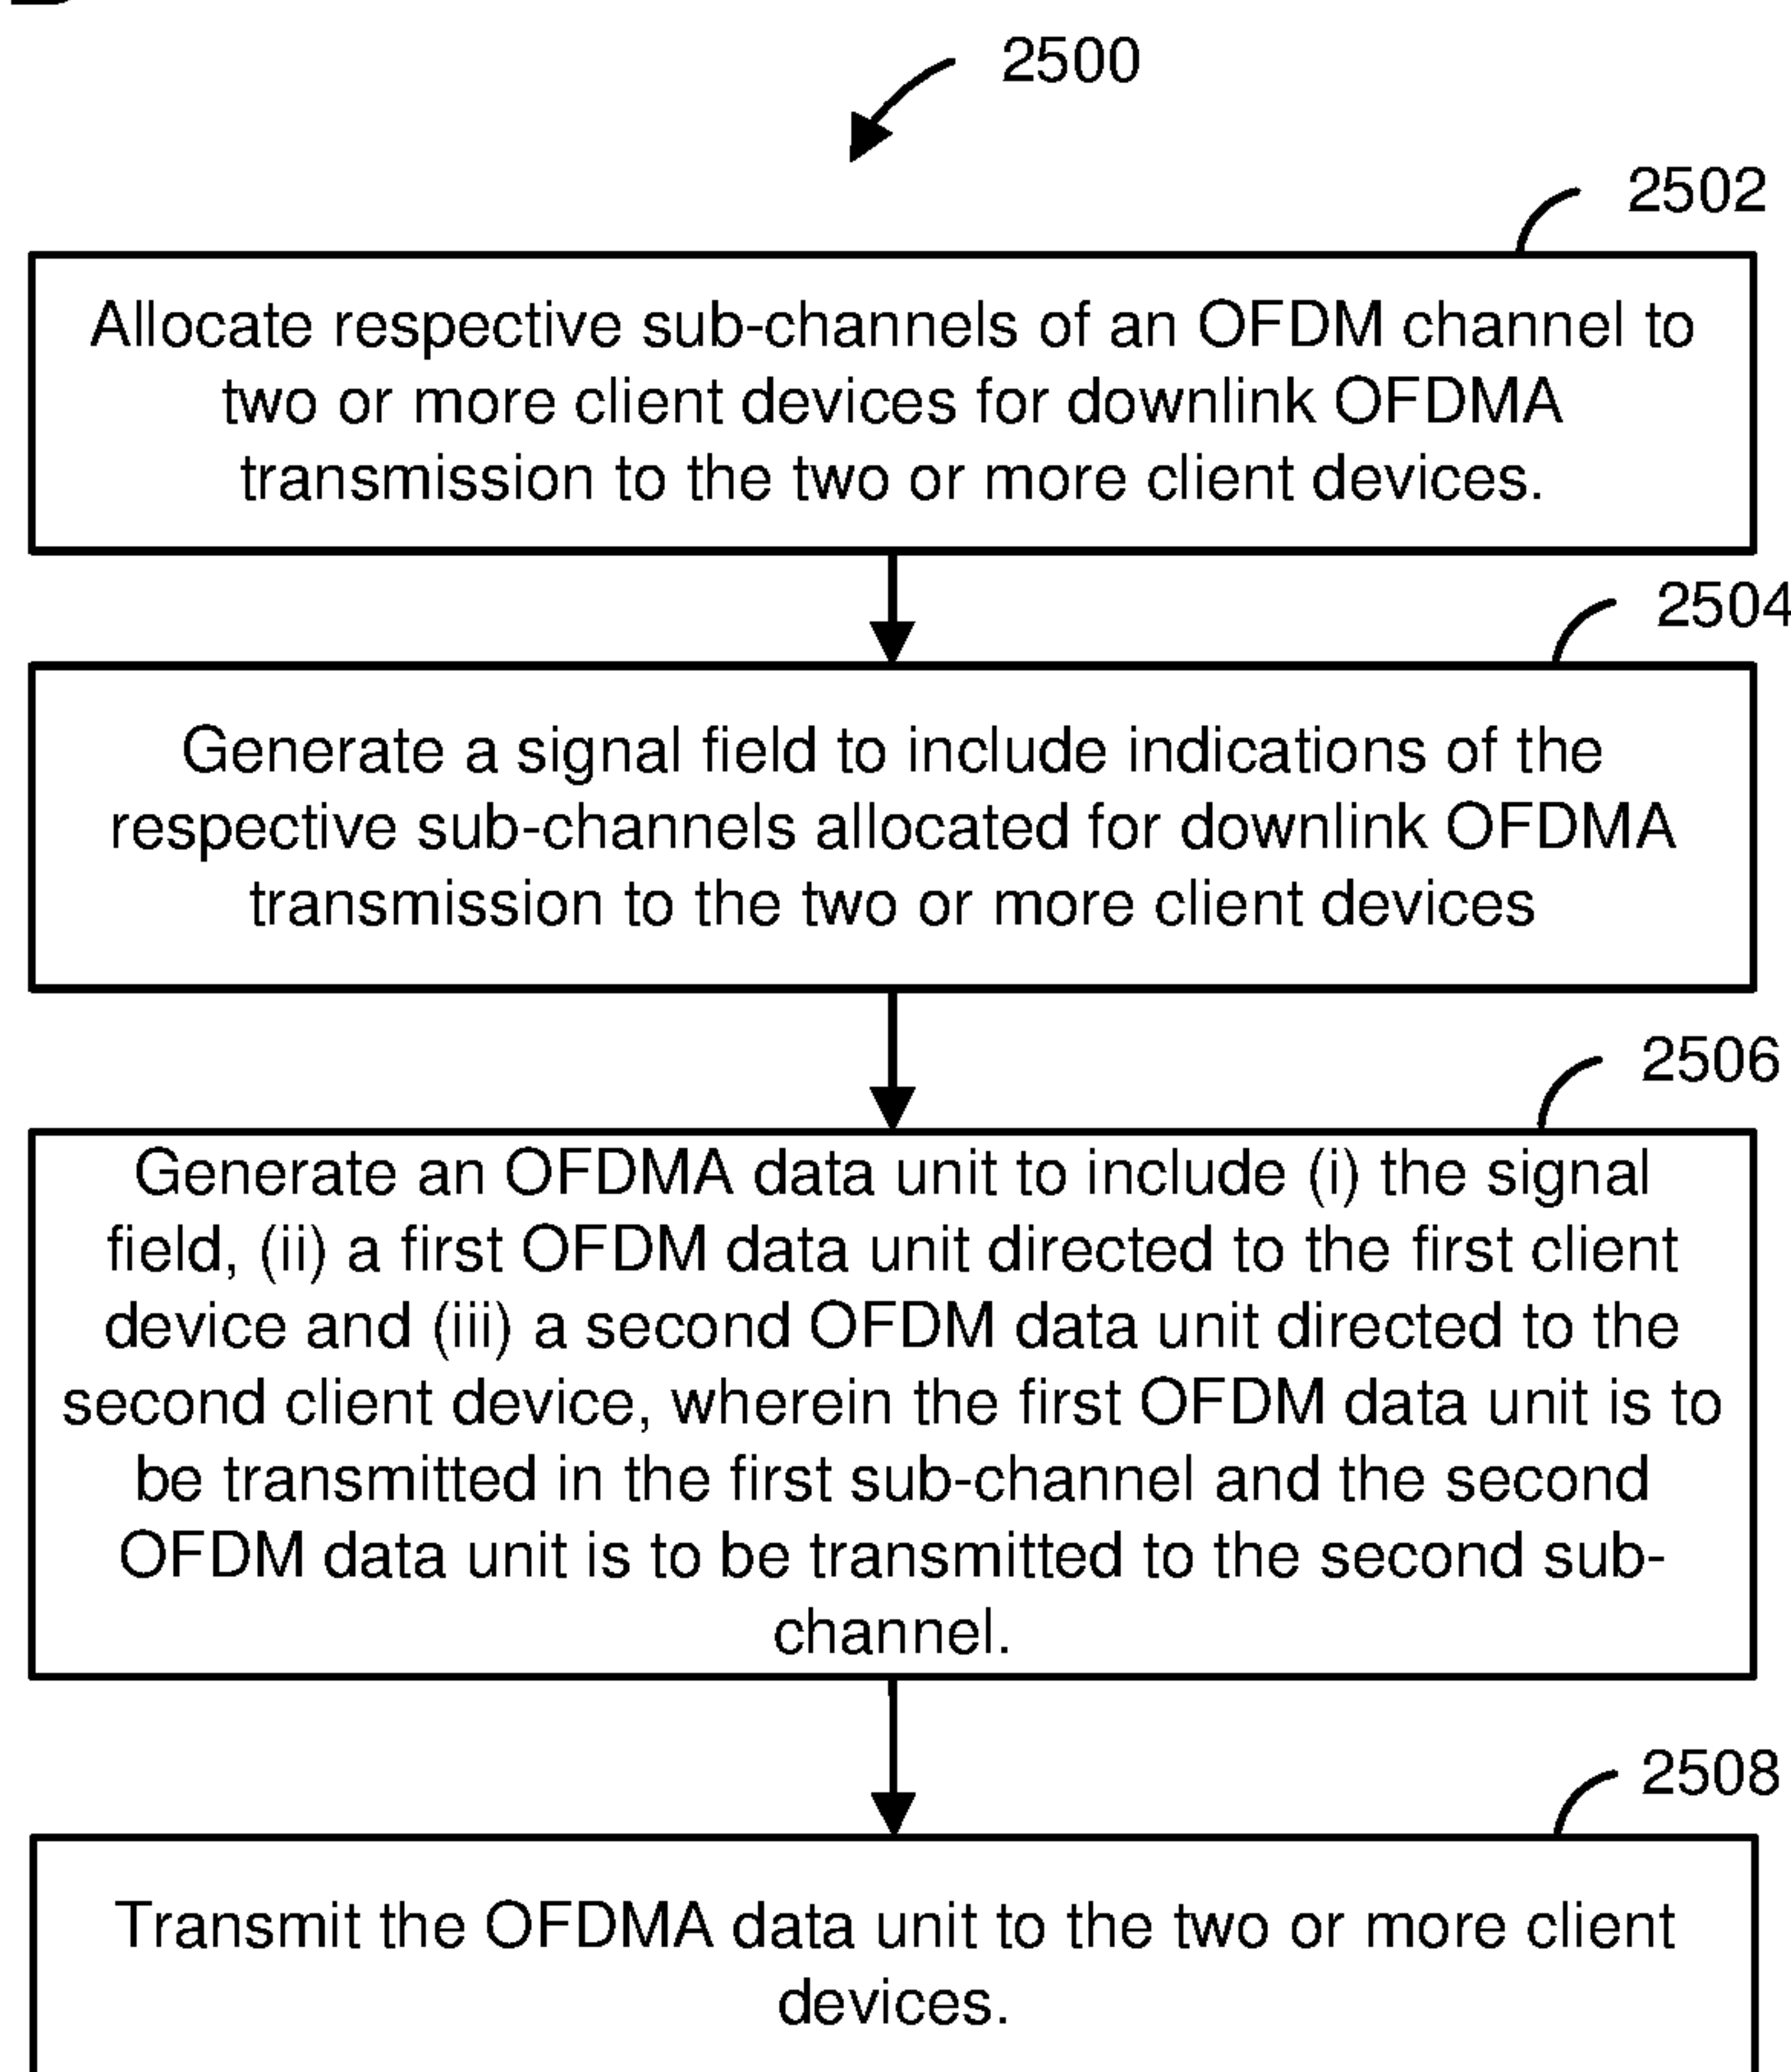 2500
2502
Allocate respective sub-channels of an OFDM channel to
two or more client devices for downlink OFDMA
transmission to the two or more client devices.
2504
Generate a signal field to include indications of the
respective sub-channels allocated for downlink OFDMA
transmission to the two or more client devices
2506
Generate an OFDMA data unit to include (i) the signal
field, (ii) a first OFDM data unit directed to the first client
device and (iii) a second OFDM data unit directed to the
second client device, wherein the first OFDM data unit is to
be transmitted in the first sub-channel and the second
OFDM data unit is to be transmitted to the second sub-
channel.
2508
Transmit the OFDMA data unit to the two or more client
devices.